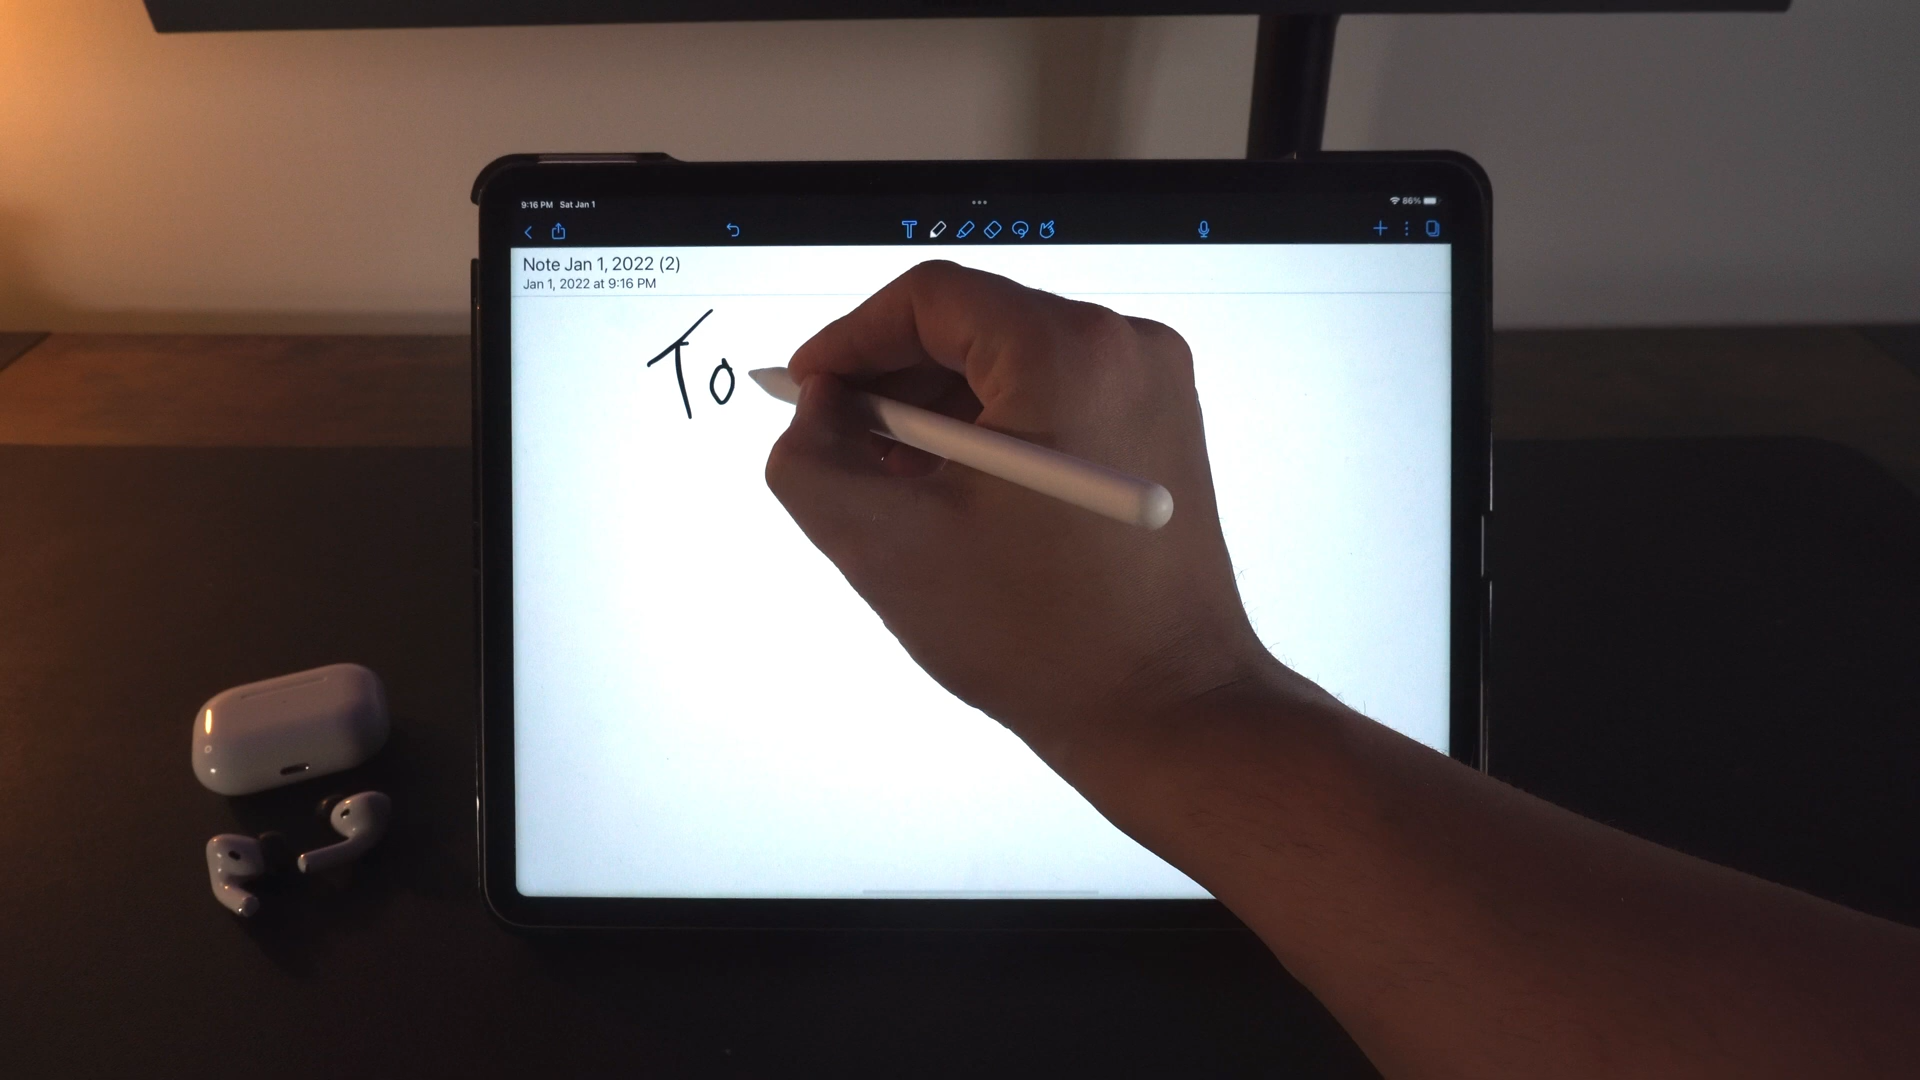 9:16 PM Sat Jan 1
86%
Note Jan 1, 2022 (2)
Jan 1, 2022 at 9:16 PM
To